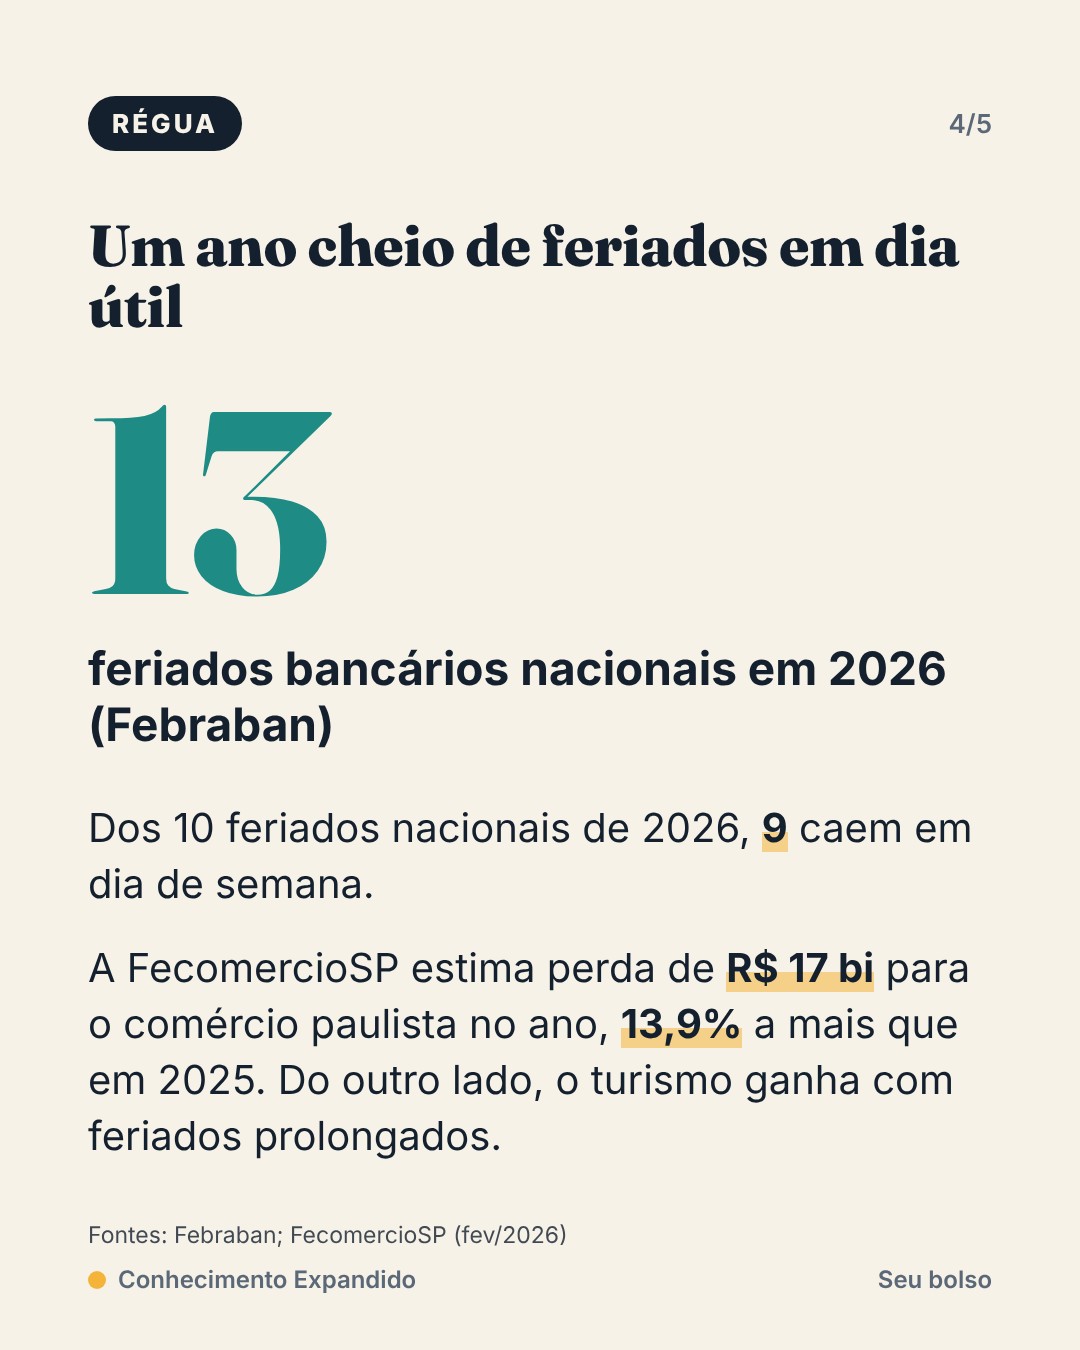 RÉGUA
4/5
Um ano cheio de feriados em dia
útil
13
feriados bancários nacionais em 2026
(Febraban)
Dos 10 feriados nacionais de 2026, 9 caem em
dia de semana.
A FecomercioSP estima perda de R$ 17 bi para
o comércio paulista no ano, 13,9% a mais que
em 2025. Do outro lado, o turismo ganha com
feriados prolongados.
Fontes: Febraban; FecomercioSP (fev/2026)
Conhecimento Expandido
Seu bolso